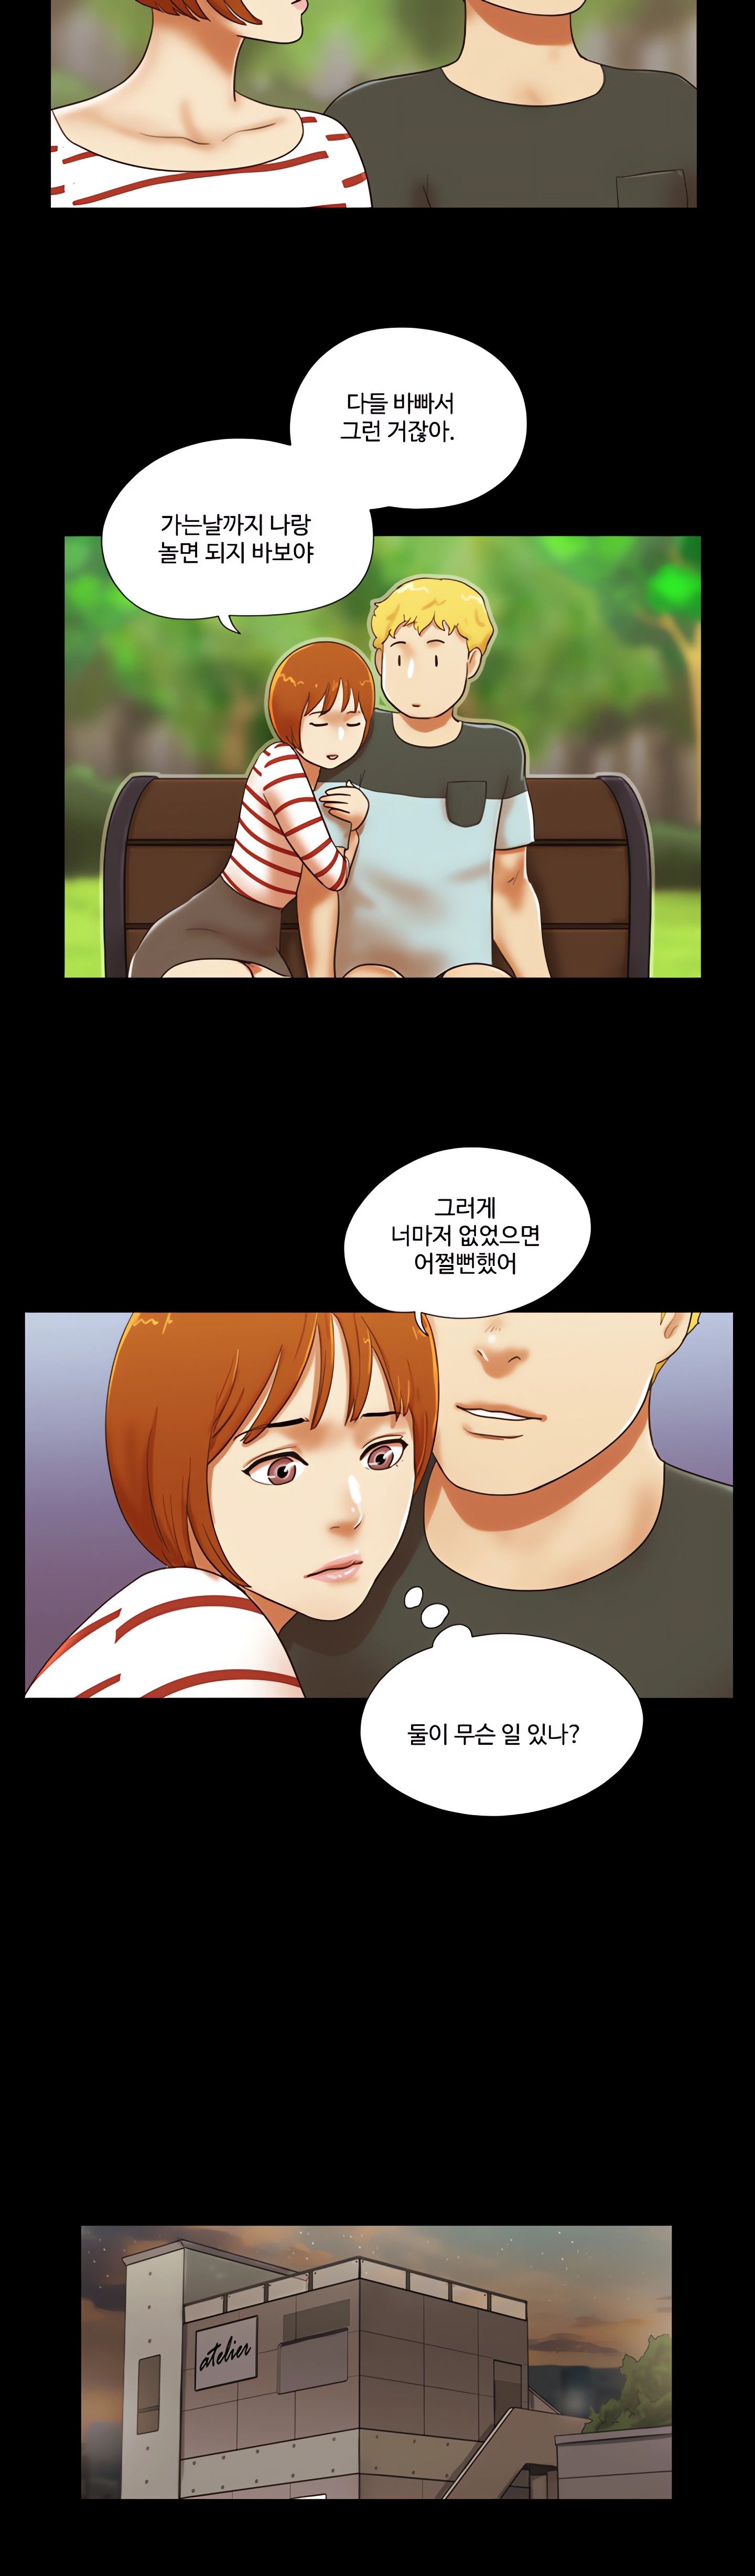 다들 바빠서
그런 거잖아.
가는날까지 나랑
놀면 되지 바보야
그러게
너마저 없었으면
어쩔뻔했어
둘이 무슨 일 있나?
atelier